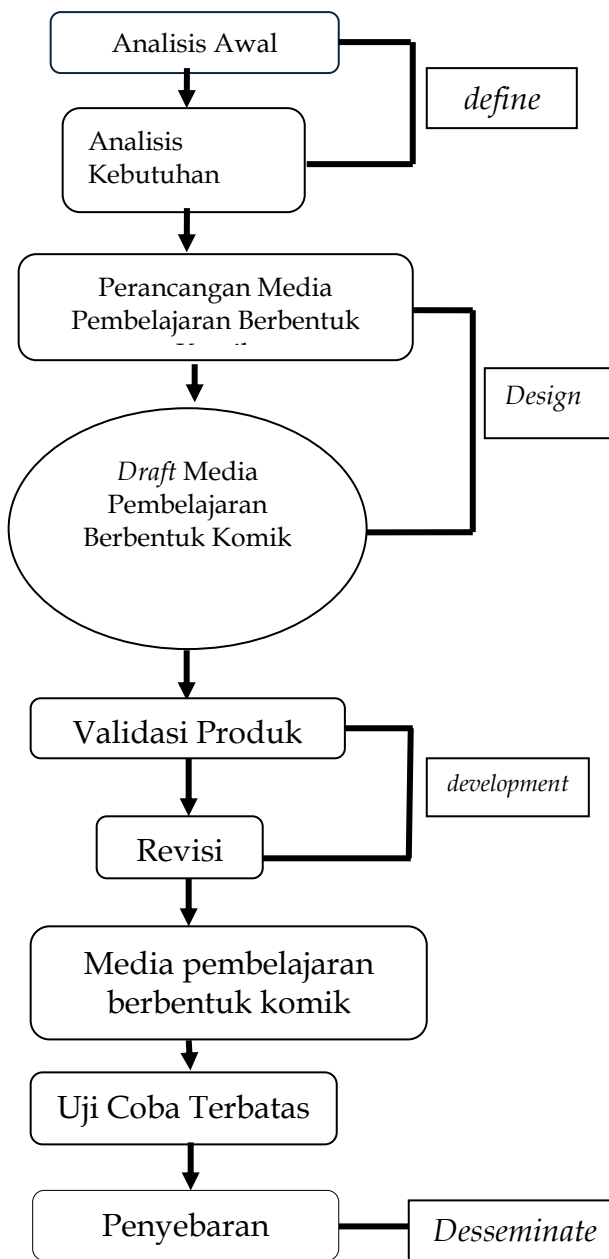 Analisis Awal
define
Analisis
Kebutuhan
Perancangan Media
Pembelajaran Berbentuk
Design
Draft Media
Pembelajaran
Berbentuk Komik
Validasi Produk
development
Revisi
Media pembelajaran
berbentuk komik
Uji Coba Terbatas
Penyebaran
Desseminate